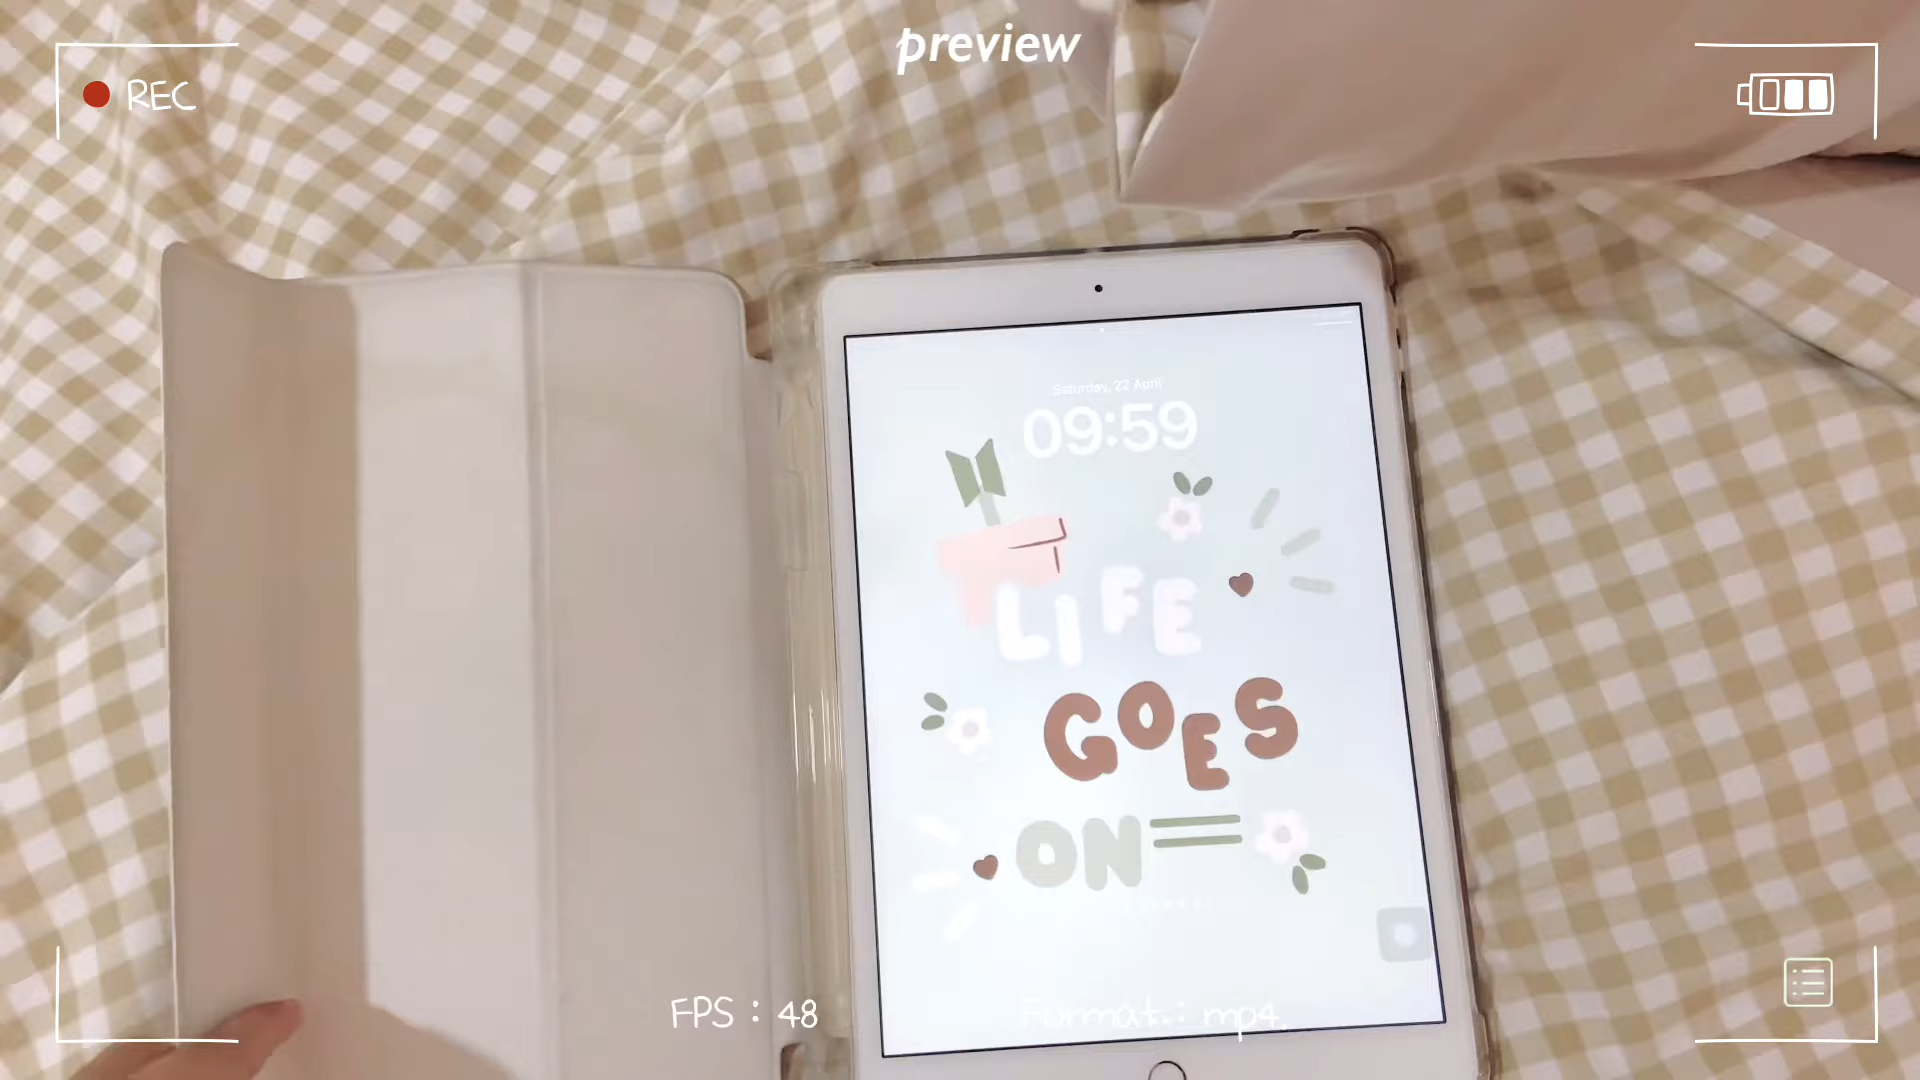 preview
REC
Saturday, 22 April
09:59
LIFE
GOES
ON
FPS : 48
Format : mp4.